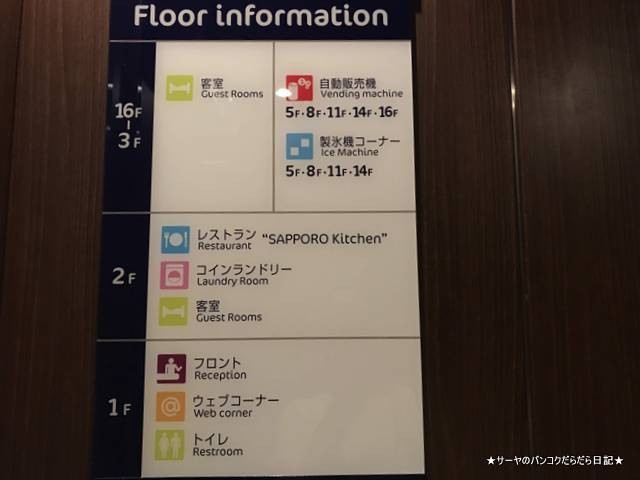 Floor information
16F
3F
客室
Guest Rooms
自動販売機
Vending machine
5F・8F・11F・14F・16F
製氷機コーナー
Ice Machine
5F・8F・11F・14F
2F
レストラン “SAPPORO Kitchen”
Restaurant
コインランドリー
Laundry Room
客室
Guest Rooms
1F
フロント
Reception
ウェブコーナー
Web corner
トイレ
Restroom
★サーヤのバンコクだらだら日記★